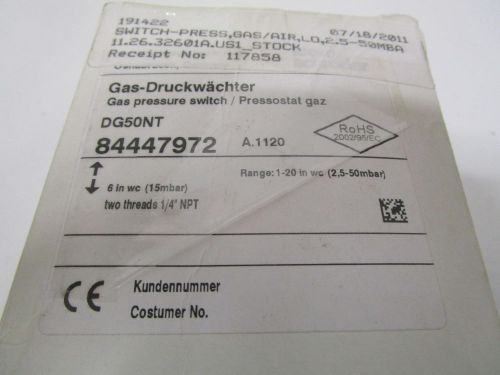 191422
SWITCH-PRESS,GAS/AIR,LO,2.5-50MBA
07/18/2011
11.26.32601A.US1_STOCK
Receipt No: 117858
Gas-Druckwächter
Gas pressure switch / Pressostat gaz
DG50NT
84447972 A.1120
RoHS
2002/95/EC
Range: 1-20 in wc (2,5-50mbar)
6 in wc (15mbar)
two threads 1/4" NPT
CE Kundennummer
Costumer No.